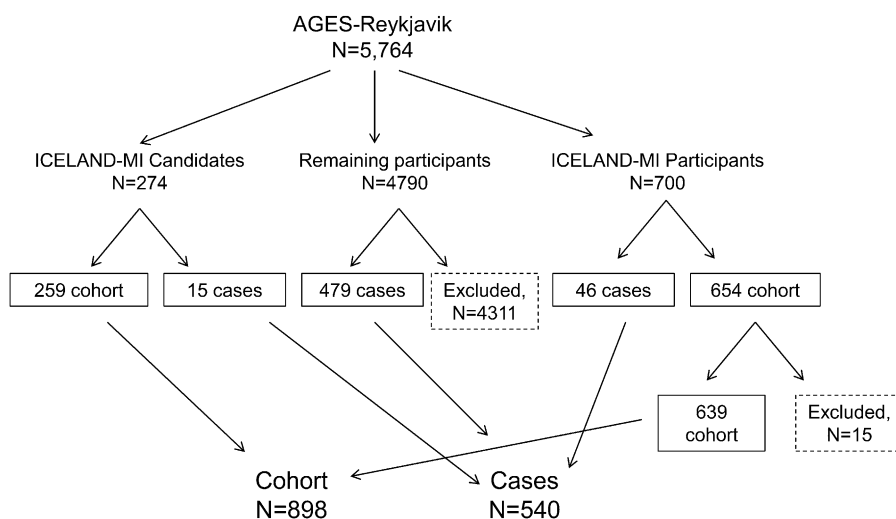 AGES-Reykjavik
N=5,764
ICELAND-MI Candidates
N=274
Remaining participants
N=4790
ICELAND-MI Participants
N=700
259 cohort
15 cases
479 cases
Excluded,
N=4311
46 cases
654 cohort
639
cohort
Excluded,
N=15
Cohort
N=898
Cases
N=540